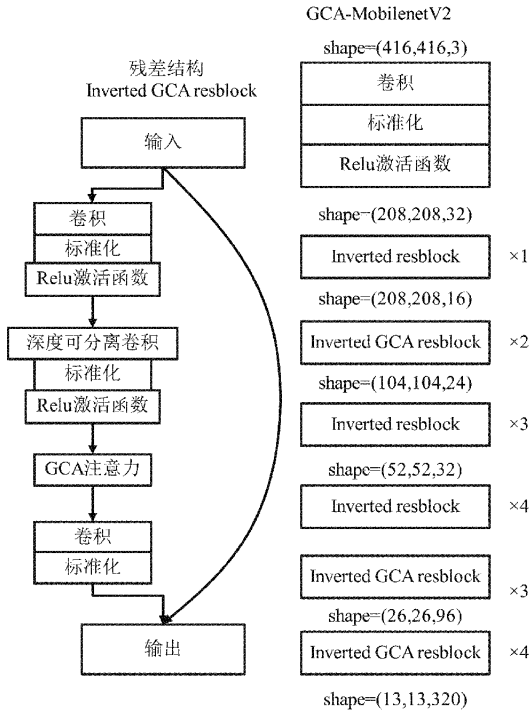 残差结构
Inverted GCA resblock
输入
卷积
标准化
Relu激活函数
深度可分离卷积
标准化
Relu激活函数
GCA注意力
卷积
标准化
输出
GCA-MobilenetV2
shape=(416,416,3)
卷积
标准化
Relu激活函数
shape=(208,208,32)
Inverted resblock ×1
shape=(208,208,16)
Inverted GCA resblock ×2
shape=(104,104,24)
Inverted resblock ×3
shape=(52,52,32)
Inverted resblock ×4
Inverted GCA resblock ×3
shape=(26,26,96)
Inverted GCA resblock ×4
shape=(13,13,320)